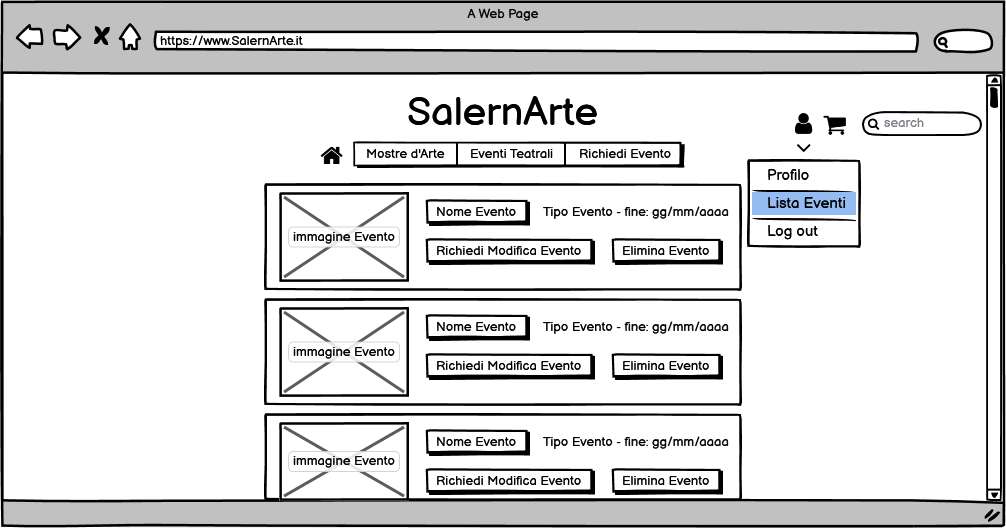 A Web Page
https://www.SalernArte.it
SalernArte
search
Mostre d'Arte Eventi Teatrali Richiedi Evento
Profilo
Lista Eventi
Log out
immagine Evento
Nome Evento Tipo Evento - fine: gg/mm/aaaa
Richiedi Modifica Evento Elimina Evento
immagine Evento
Nome Evento Tipo Evento - fine: gg/mm/aaaa
Richiedi Modifica Evento Elimina Evento
immagine Evento
Nome Evento Tipo Evento - fine: gg/mm/aaaa
Richiedi Modifica Evento Elimina Evento